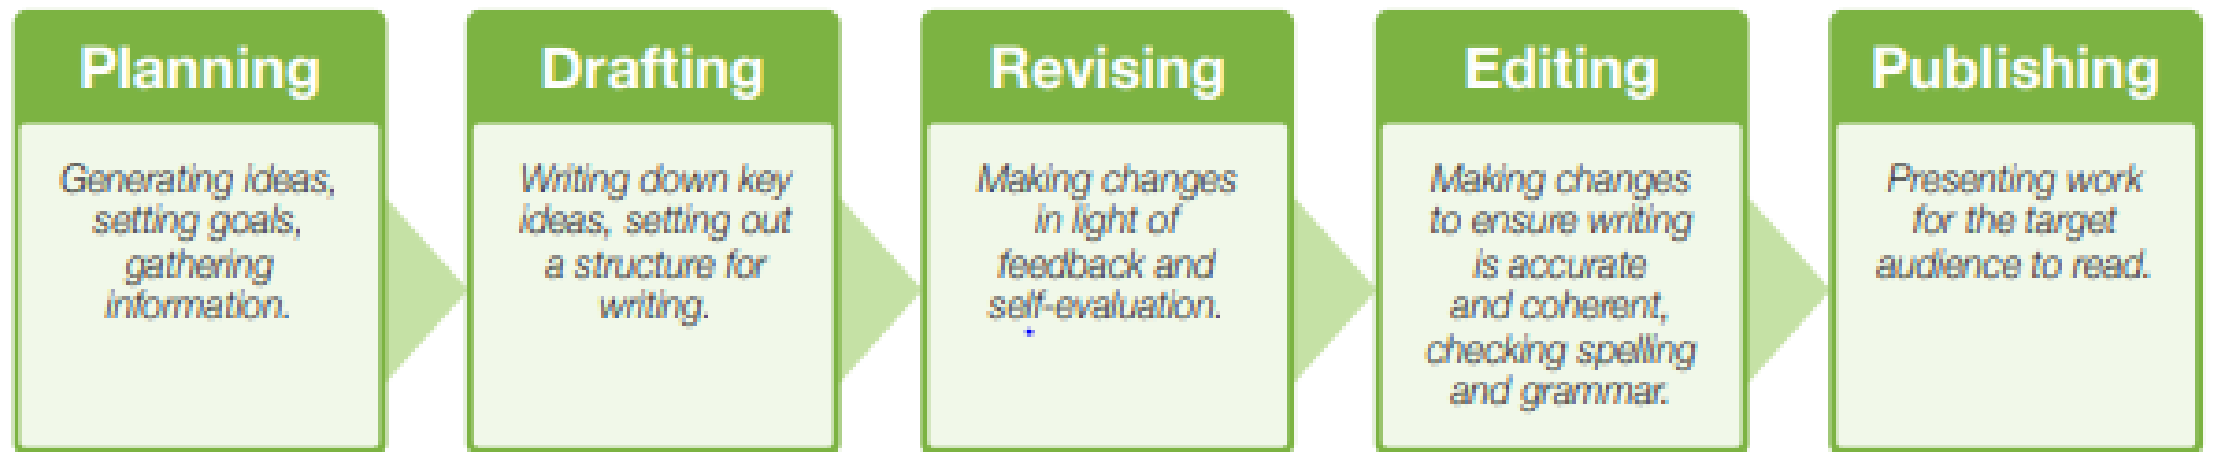 Planning
Generating ideas,
setting goals,
gathering
information.
Drafting
Writing down key
ideas, setting out
a structure for
writing.
Revising
Making changes
in light of
feedback and
self-evaluation.
Editing
Making changes
to ensure writing
is accurate
and coherent,
checking spelling
and grammar.
Publishing
Presenting work
for the target
audience to read.